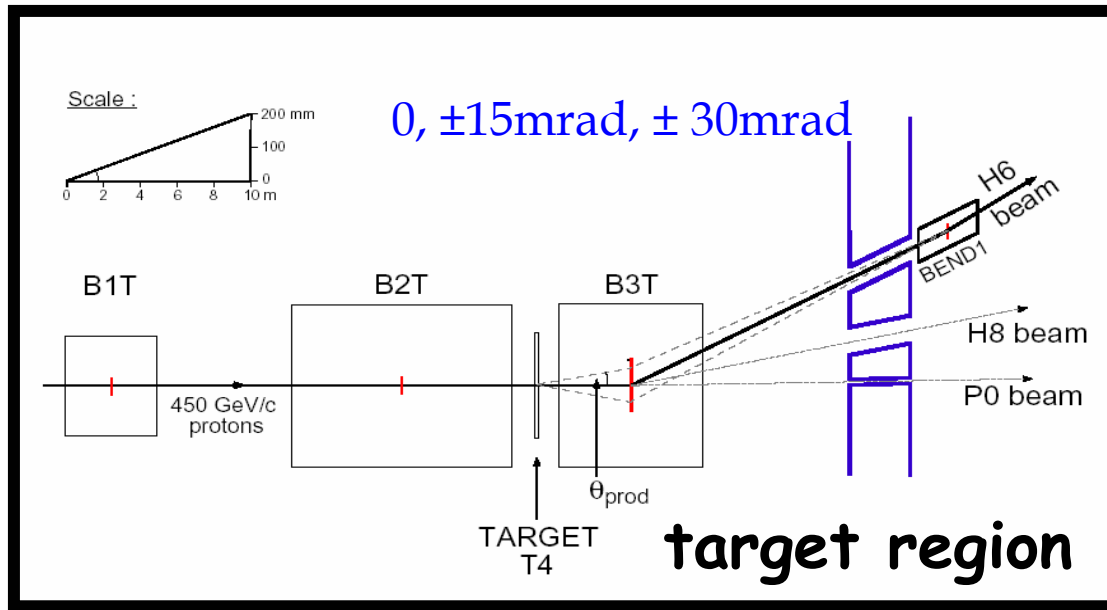 Scale :
200 mm
100
0
0 2 4 6 8 10 m
0, ±15mrad, ± 30mrad
H6
beam
BEND1
B1T
B2T
B3T
H8 beam
P0 beam
450 GeV/c
protons
θprod
TARGET
T4
target region